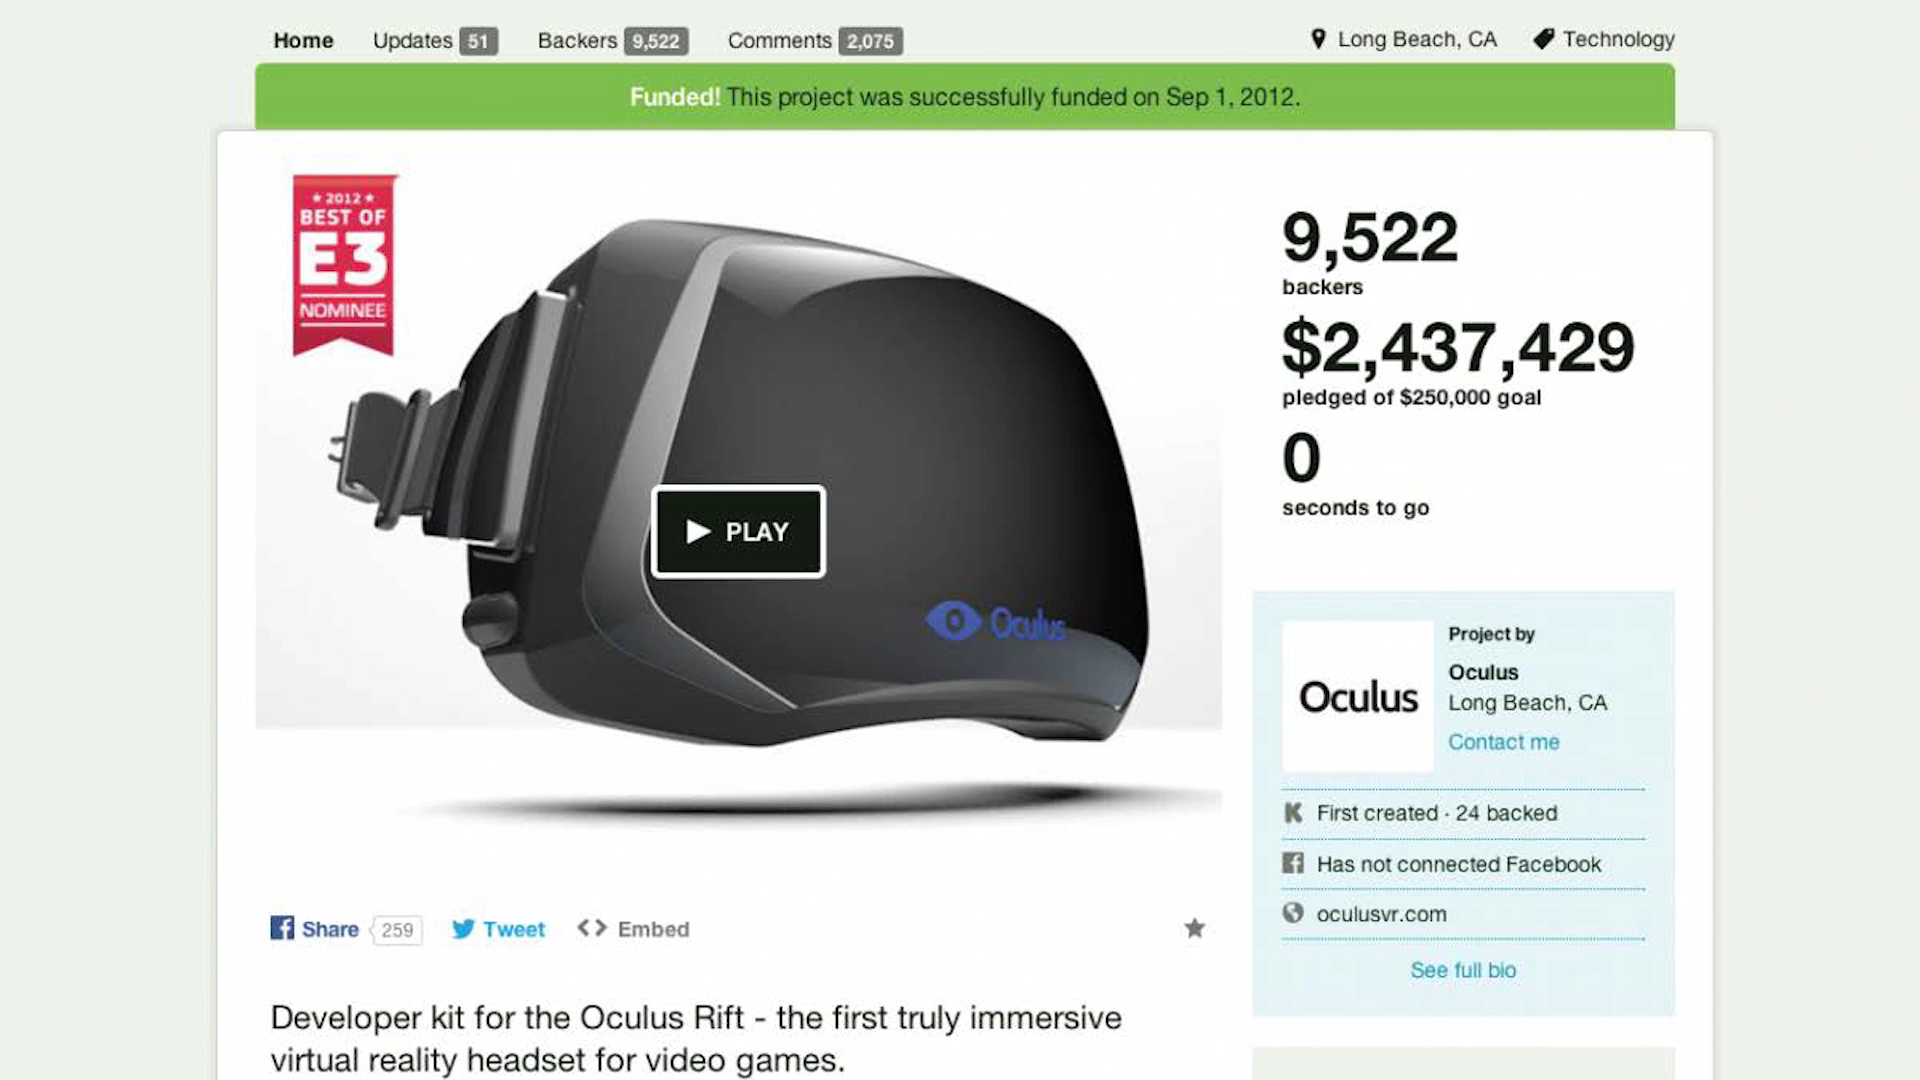 Home Updates 51 Backers 9,522 Comments 2,075 Long Beach, CA Technology
Funded! This project was successfully funded on Sep 1, 2012.
2012
BEST OF
E3
NOMINEE
PLAY
Oculus
9,522
backers
$2,437,429
pledged of $250,000 goal
0
seconds to go
Oculus
Project by
Oculus
Long Beach, CA
Contact me
First created · 24 backed
Has not connected Facebook
oculusvr.com
See full bio
Share 259 Tweet Embed
Developer kit for the Oculus Rift - the first truly immersive
virtual reality headset for video games.